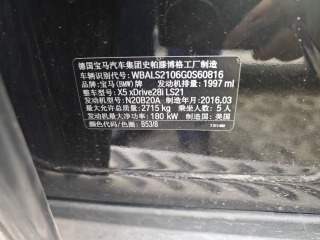 德国宝马汽车集团史帕滕博格工厂制造
车辆识别代号:WBALS2106G0S60816
品牌:宝马(BMW)牌 发动机排量:1997 ml
整车型号:X5 xDrive28i LS21
发动机型号:N20B20A 制造年月:2016.03
最大允许总质量:2715 kg 乘坐人数:5 人
发动机最大净功率:180 kW 制造国:美国
颜色代码/色画:B53/8